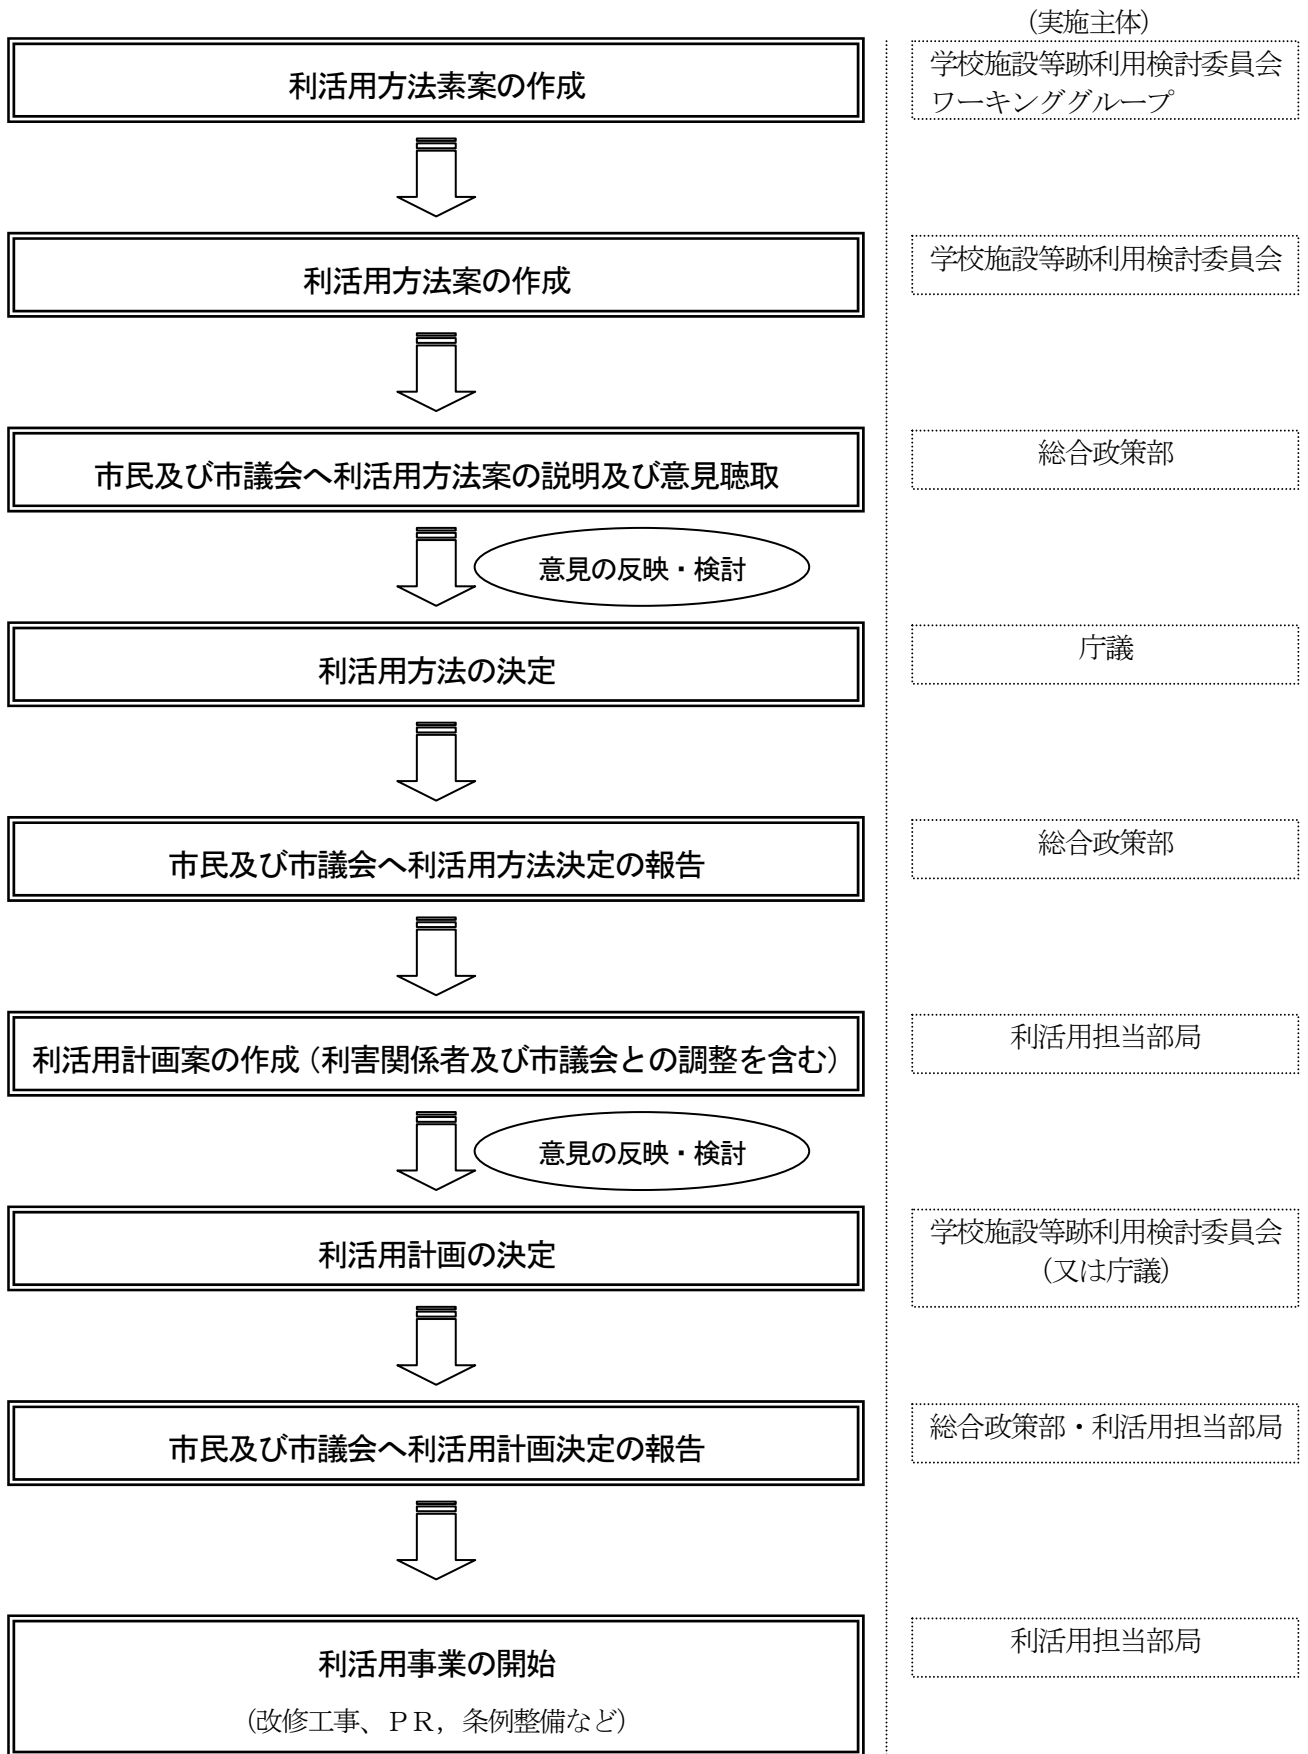 （実施主体）
利活用方法素案の作成
学校施設等跡利用検討委員会
ワーキンググループ
利活用方法案の作成
学校施設等跡利用検討委員会
市民及び市議会へ利活用方法案の説明及び意見聴取
総合政策部
意見の反映・検討
利活用方法の決定
庁議
市民及び市議会へ利活用方法決定の報告
総合政策部
利活用計画案の作成（利害関係者及び市議会との調整を含む）
利活用担当部局
意見の反映・検討
利活用計画の決定
学校施設等跡利用検討委員会
（又は庁議）
市民及び市議会へ利活用計画決定の報告
総合政策部・利活用担当部局
利活用事業の開始
（改修工事、ＰＲ，条例整備など）
利活用担当部局